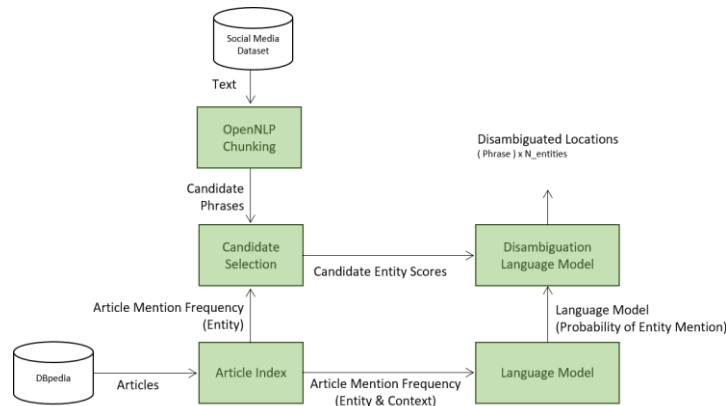 Social Media
Dataset
Text
OpenNLP
Chunking
Disambiguated Locations
( Phrase ) x N_entities
Candidate
Phrases
Candidate
Selection
Candidate Entity Scores
Disambiguation
Language Model
Article Mention Frequency
(Entity)
Language Model
(Probability of Entity Mention)
DBpedia
Articles
Article Index
Article Mention Frequency
(Entity & Context)
Language Model